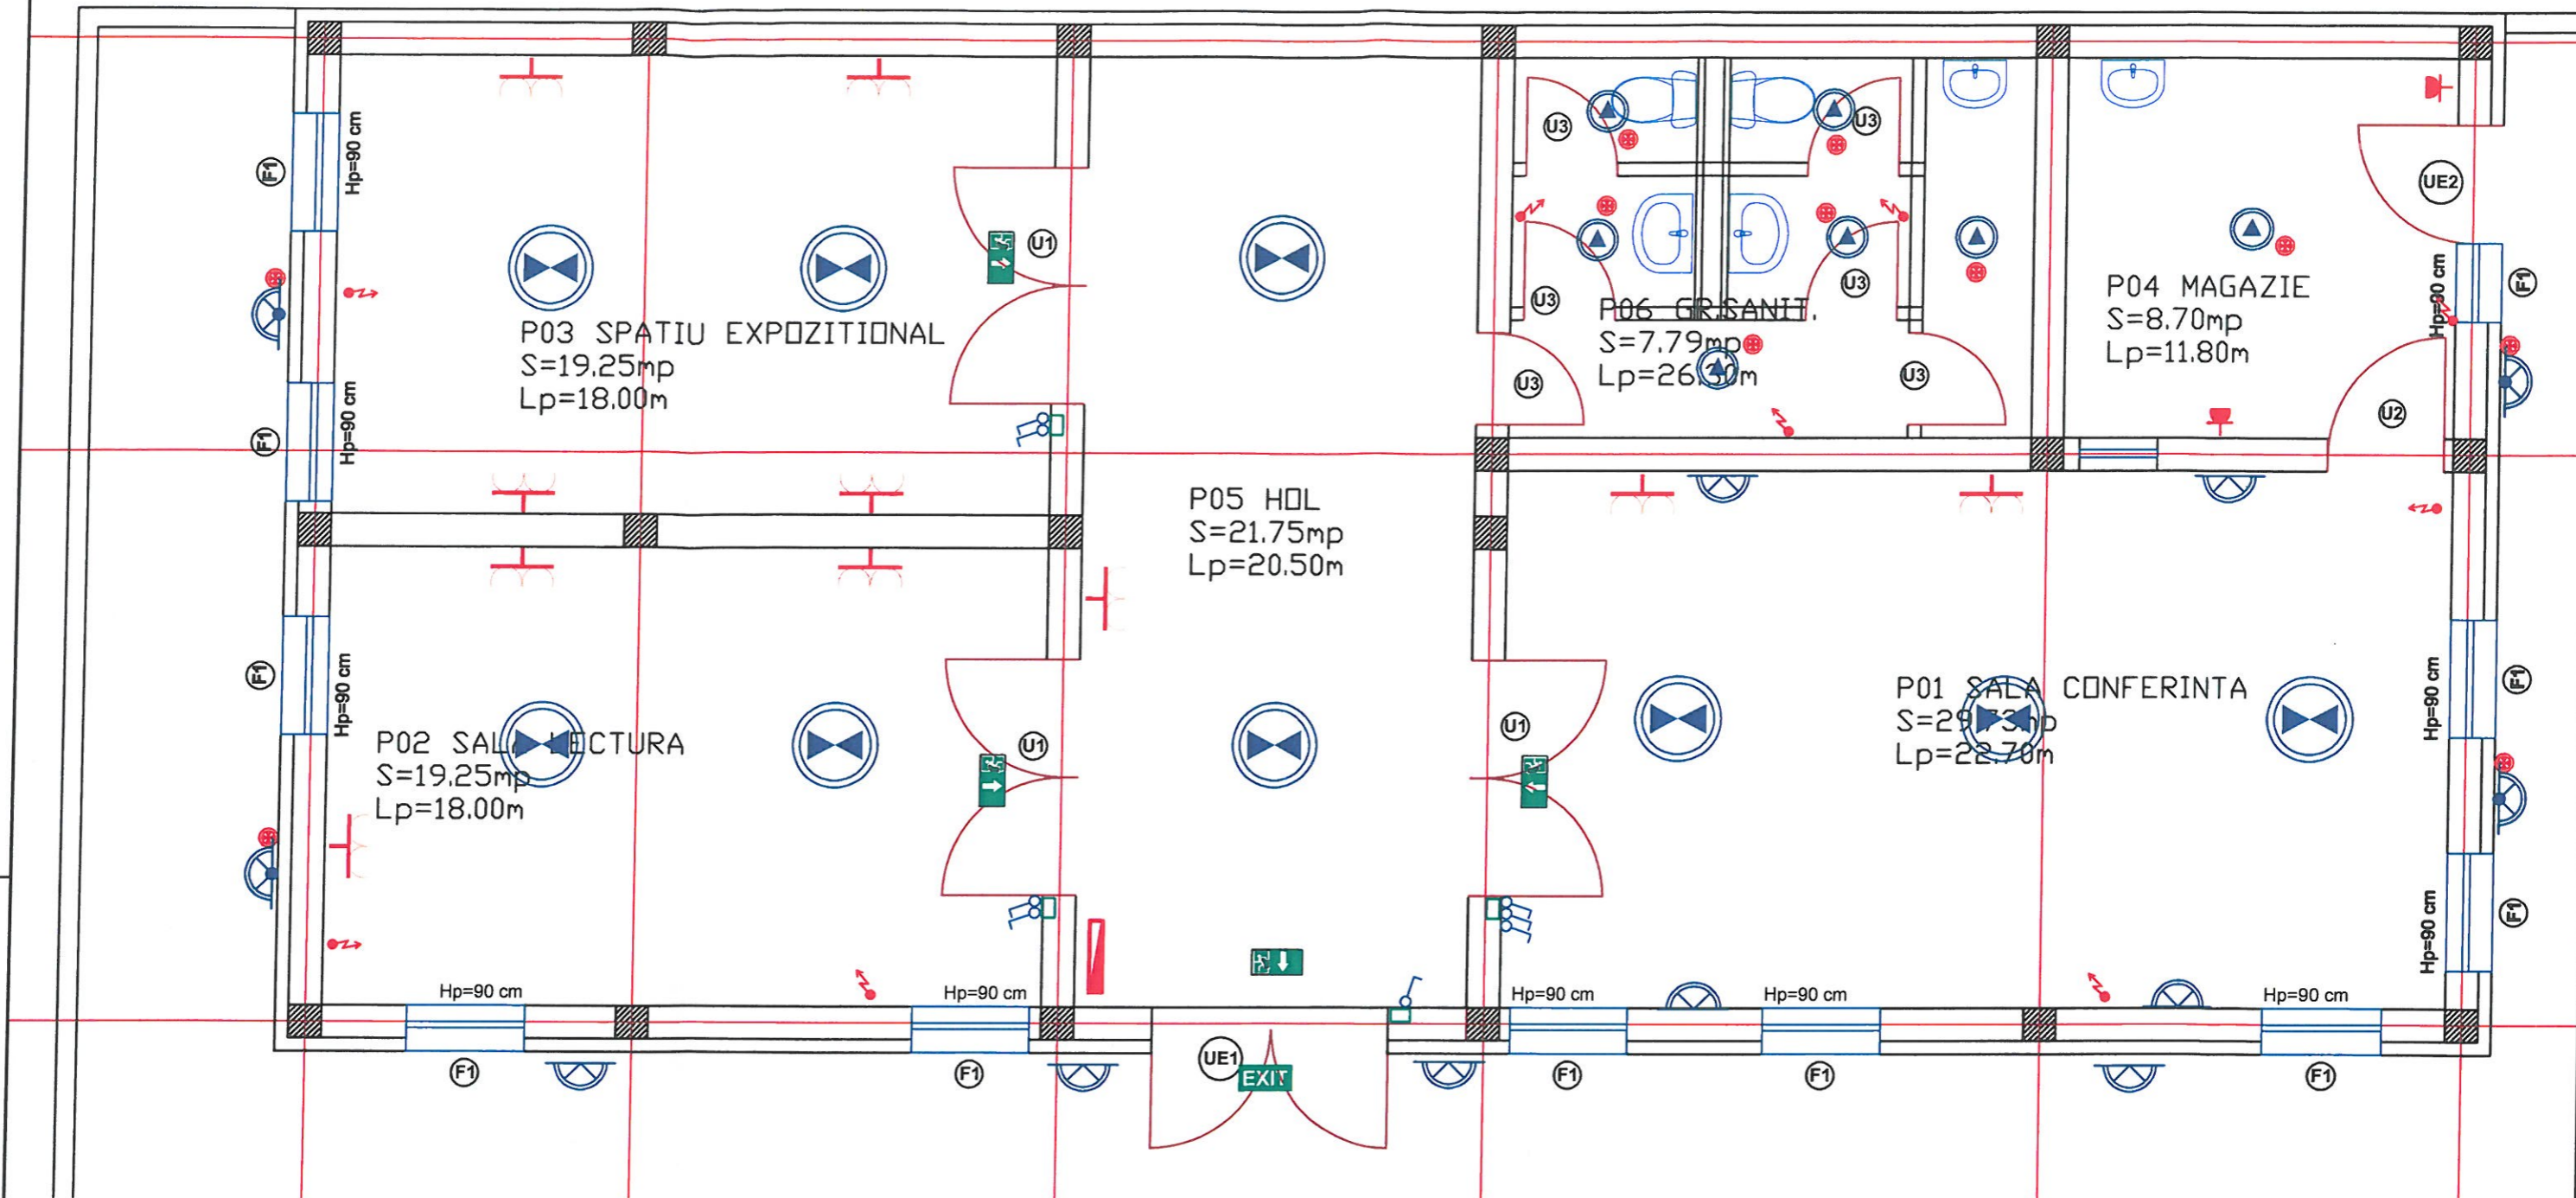 Hp=90 cm
F1
U3
U3
UE2
U1
F1
Hp=90 cm
U3
U3
P03 SPATIU EXPOZITIONAL
S=19.25mp
Lp=18.00m
P06 GR.SANIT.
S=7.79mp
Lp=26.30m
P04 MAGAZIE
S=8.70mp
Lp=11.80m
U3
U3
U2
F1
Hp=90 cm
P05 HOL
S=21.75mp
Lp=20.50m
F1
Hp=90 cm
P02 SALA LECTURA
S=19.25mp
Lp=18.00m
U1
U1
P01 SALA CONFERINTA
S=29.73mp
Lp=22.70m
Hp=90 cm
F1
Hp=90 cm
F1
Hp=90 cm
Hp=90 cm
Hp=90 cm
Hp=90 cm
Hp=90 cm
F1
F1
UE1
EXIT
F1
F1
F1